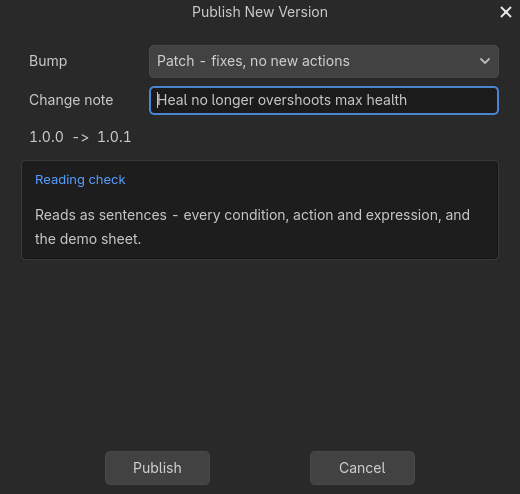 Publish New Version
Bump
Patch - fixes, no new actions
Change note
Heal no longer overshoots max health
1.0.0 -> 1.0.1
Reading check
Reads as sentences - every condition, action and expression, and
the demo sheet.
Publish
Cancel